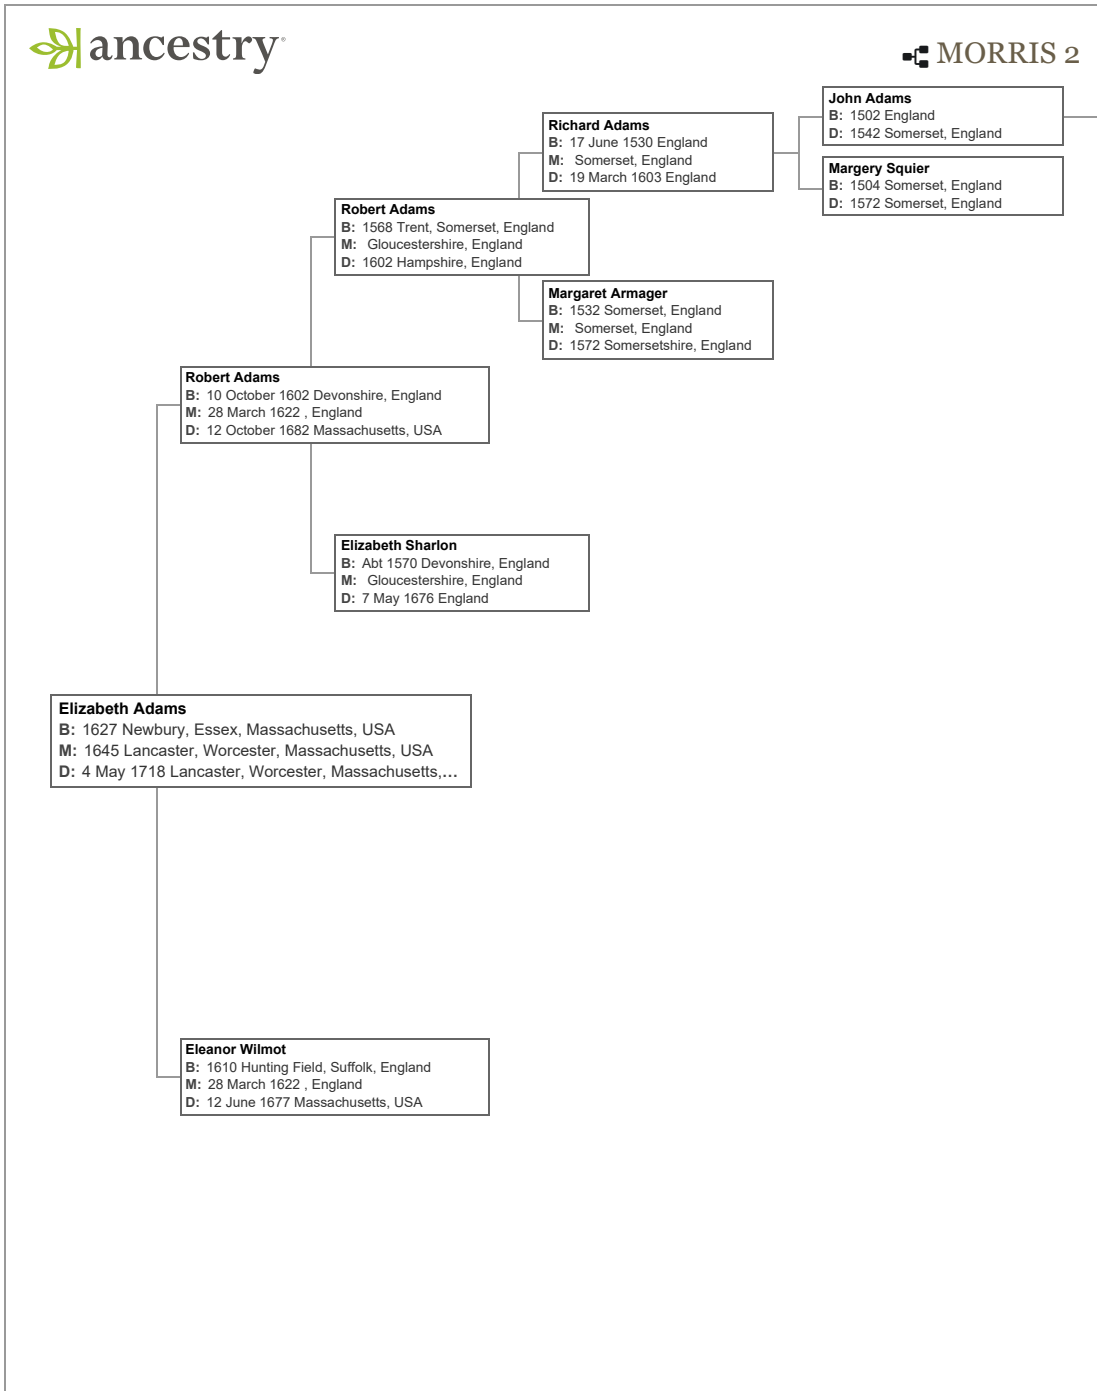 ancestry®
MORRIS 2
John Adams
B: 1502 England
D: 1542 Somerset, England
Richard Adams
B: 17 June 1530 England
M: Somerset, England
D: 19 March 1603 England
Margery Squier
B: 1504 Somerset, England
D: 1572 Somerset, England
Robert Adams
B: 1568 Trent, Somerset, England
M: Gloucestershire, England
D: 1602 Hampshire, England
Margaret Armager
B: 1532 Somerset, England
M: Somerset, England
D: 1572 Somersetshire, England
Robert Adams
B: 10 October 1602 Devonshire, England
M: 28 March 1622 , England
D: 12 October 1682 Massachusetts, USA
Elizabeth Sharlon
B: Abt 1570 Devonshire, England
M: Gloucestershire, England
D: 7 May 1676 England
Elizabeth Adams
B: 1627 Newbury, Essex, Massachusetts, USA
M: 1645 Lancaster, Worcester, Massachusetts, USA
D: 4 May 1718 Lancaster, Worcester, Massachusetts,...
Eleanor Wilmot
B: 1610 Hunting Field, Suffolk, England
M: 28 March 1622 , England
D: 12 June 1677 Massachusetts, USA